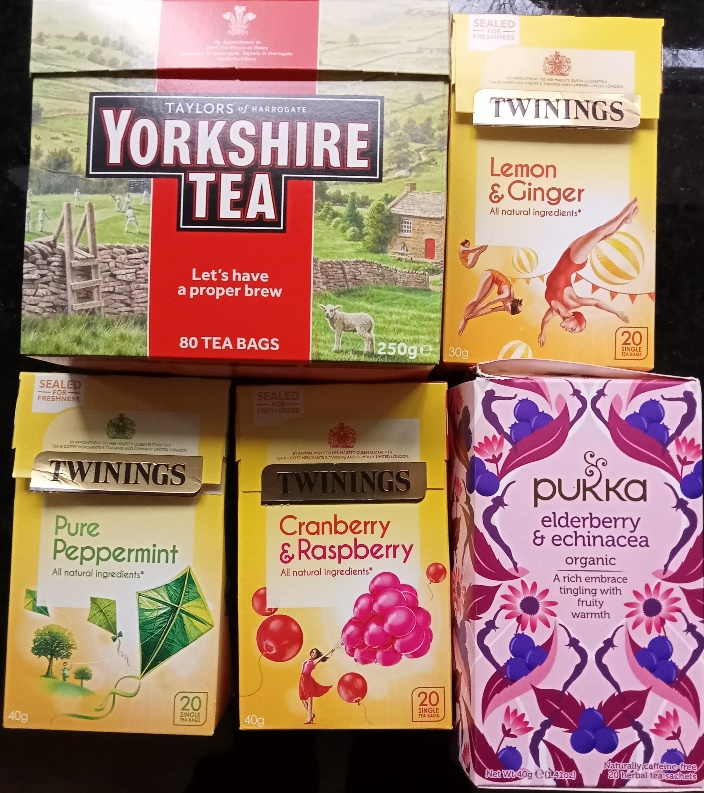 TAYLORS of HARROGATE
YORKSHIRE
TEA
Let's have
a proper brew
80 TEA BAGS
250g e
SEALED
FOR
FRESHNESS
TWININGS
Lemon
& Ginger
All natural ingredients*
30g
20
SINGLE
TEA BAGS
SEALED
FOR
FRESHNESS
TWININGS
Pure
Peppermint
All natural ingredients*
40g
20
SINGLE
TEA BAGS
SEALED
FOR
FRESHNESS
TWININGS
Cranberry
& Raspberry
All natural ingredients*
40g
20
SINGLE
TEA BAGS
pukka
elderberry
& echinacea
organic
A rich embrace
tingling with
fruity
warmth
Naturally caffeine-free
Net Wt 40g e (1.41oz) 20 herbal tea sachets